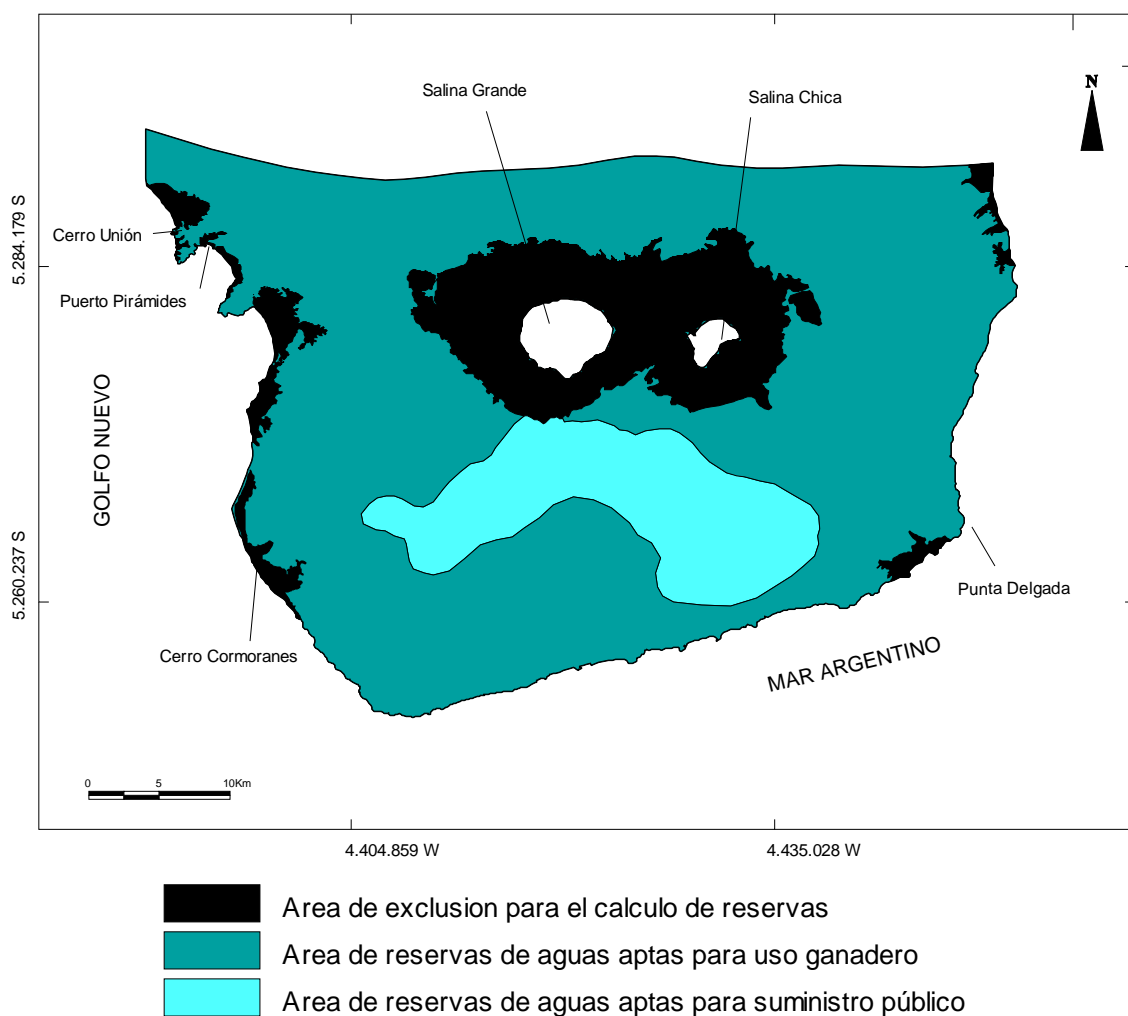 Salina Grande
Salina Chica
N
5.284.179 S
Cerro Unión
Puerto Pirámides
GOLFO NUEVO
5.260.237 S
Punta Delgada
Cerro Cormoranes
MAR ARGENTINO
0 5 10Km
4.404.859 W
4.435.028 W
Area de exclusion para el calculo de reservas
Area de reservas de aguas aptas para uso ganadero
Area de reservas de aguas aptas para suministro público